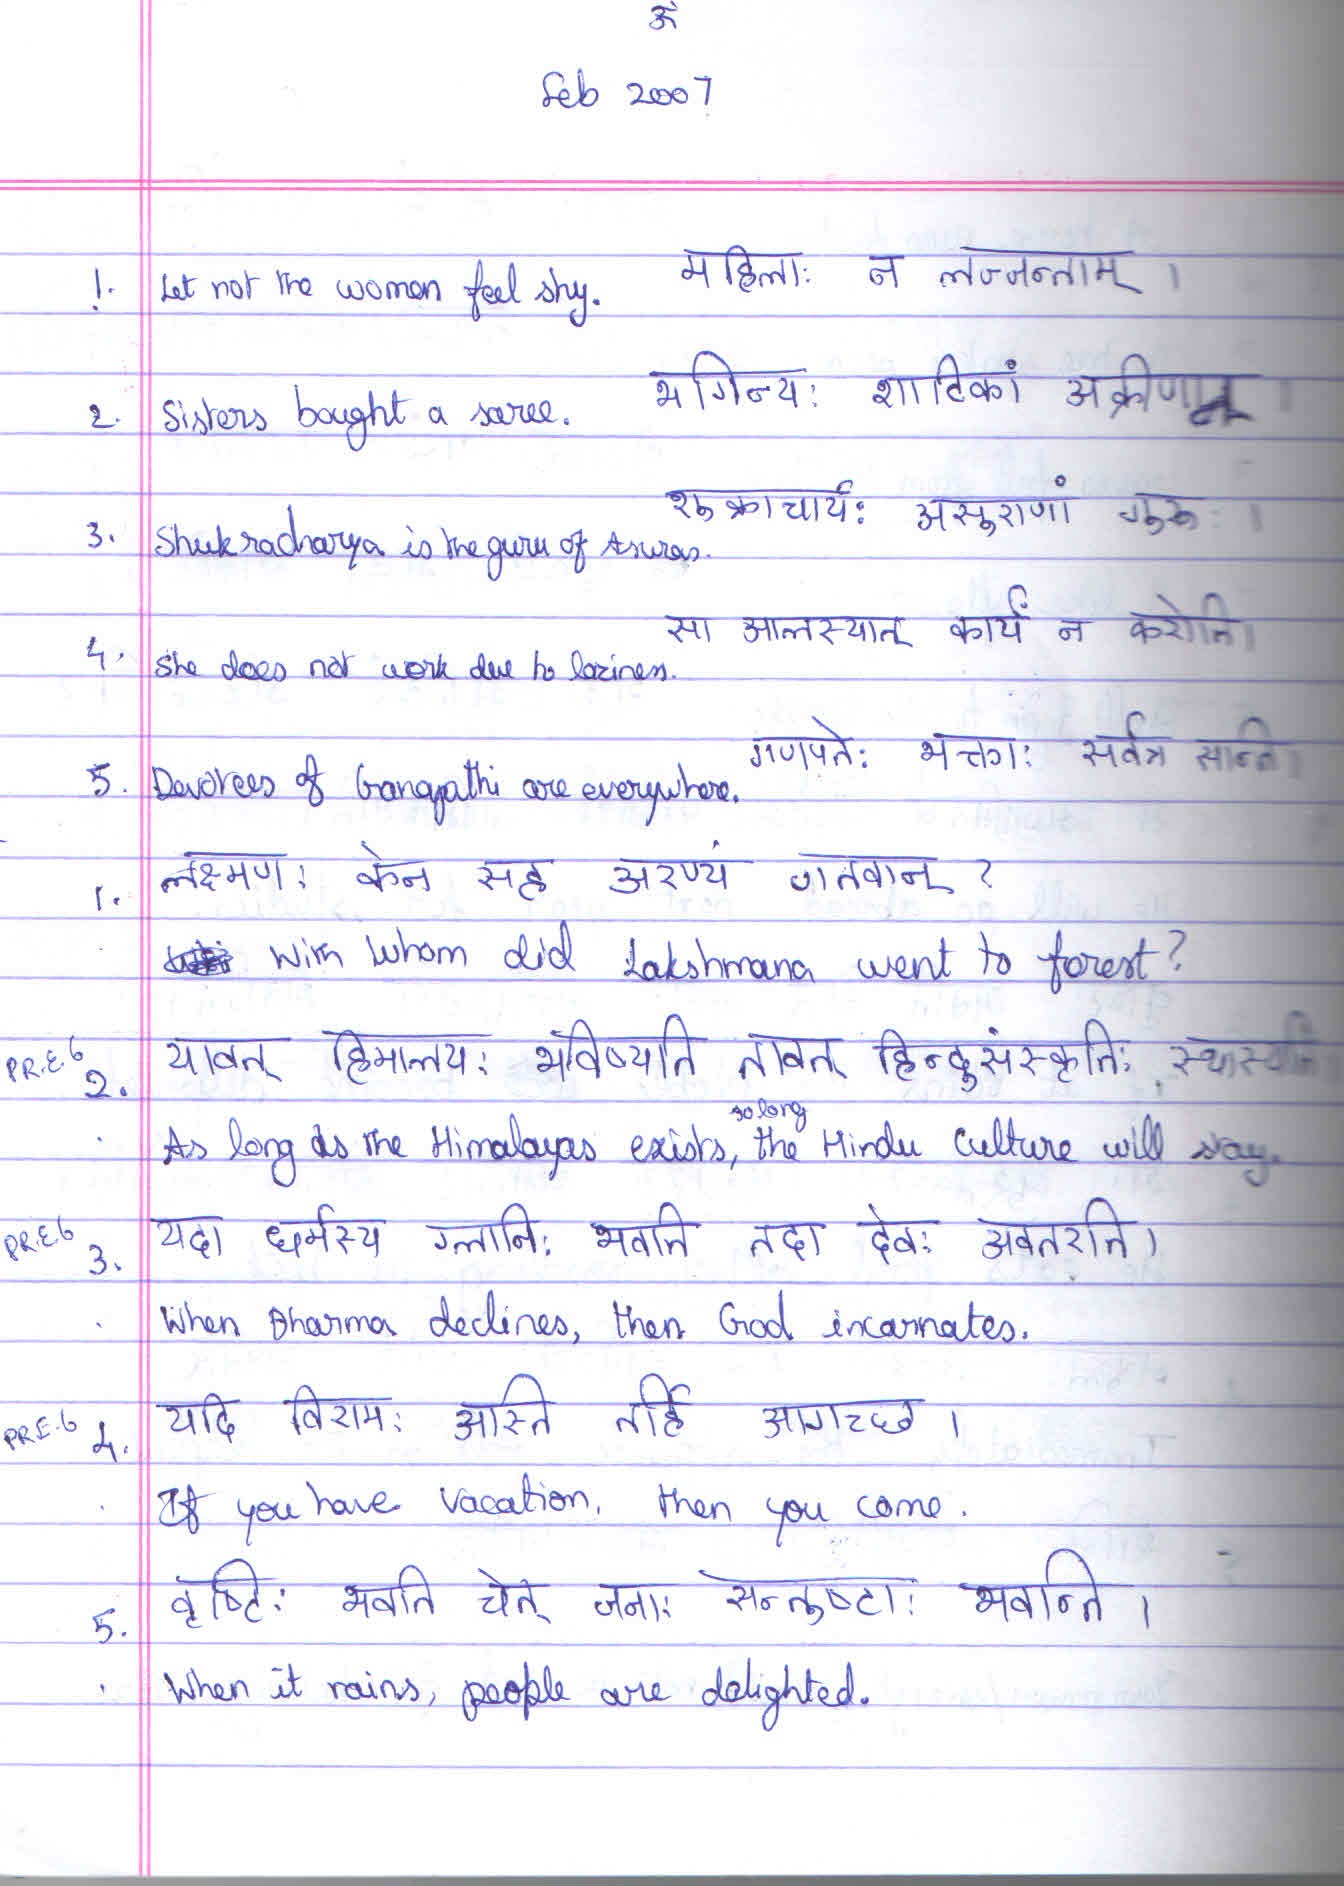 ॐ
Feb 2007
1. Let not the women feel shy. महिलाः न लज्जन्ताम् ।
2. Sisters bought a saree. भगिन्यः शाटिकां ।
3. Shukracharya is the guru of Asuras. शुक्राचार्यः असुराणां गुरुः ।
4. She does not work due to laziness. सा आलस्यात् कार्यं न करोति।
5. Devotees of Ganapathi are everywhere. गणपतेः भक्ताः सर्वत्र सन्ति।
1. लक्ष्मणः केन सह अरण्यं गतवान् ?
With whom did Lakshmana went to forest?
PR.E.6 2. यावत् हिमालयः भविष्यति तावत् हिन्दुसंस्कृतिः स्थास्यति
As long as the Himalayas exists, so long the Hindu Culture will stay.
PR.E6 3. यदा धर्मस्य ग्लानिः भवति तदा देवः अवतरति ।
When Dharma declines, then God incarnates.
PR.E.6 4. यदि विरामः अस्ति तर्हि आगच्छ ।
If you have vacation, then you come.
5. वृष्टिः भवति चेत् जनाः सन्तुष्टाः भवन्ति ।
When it rains, people are delighted.